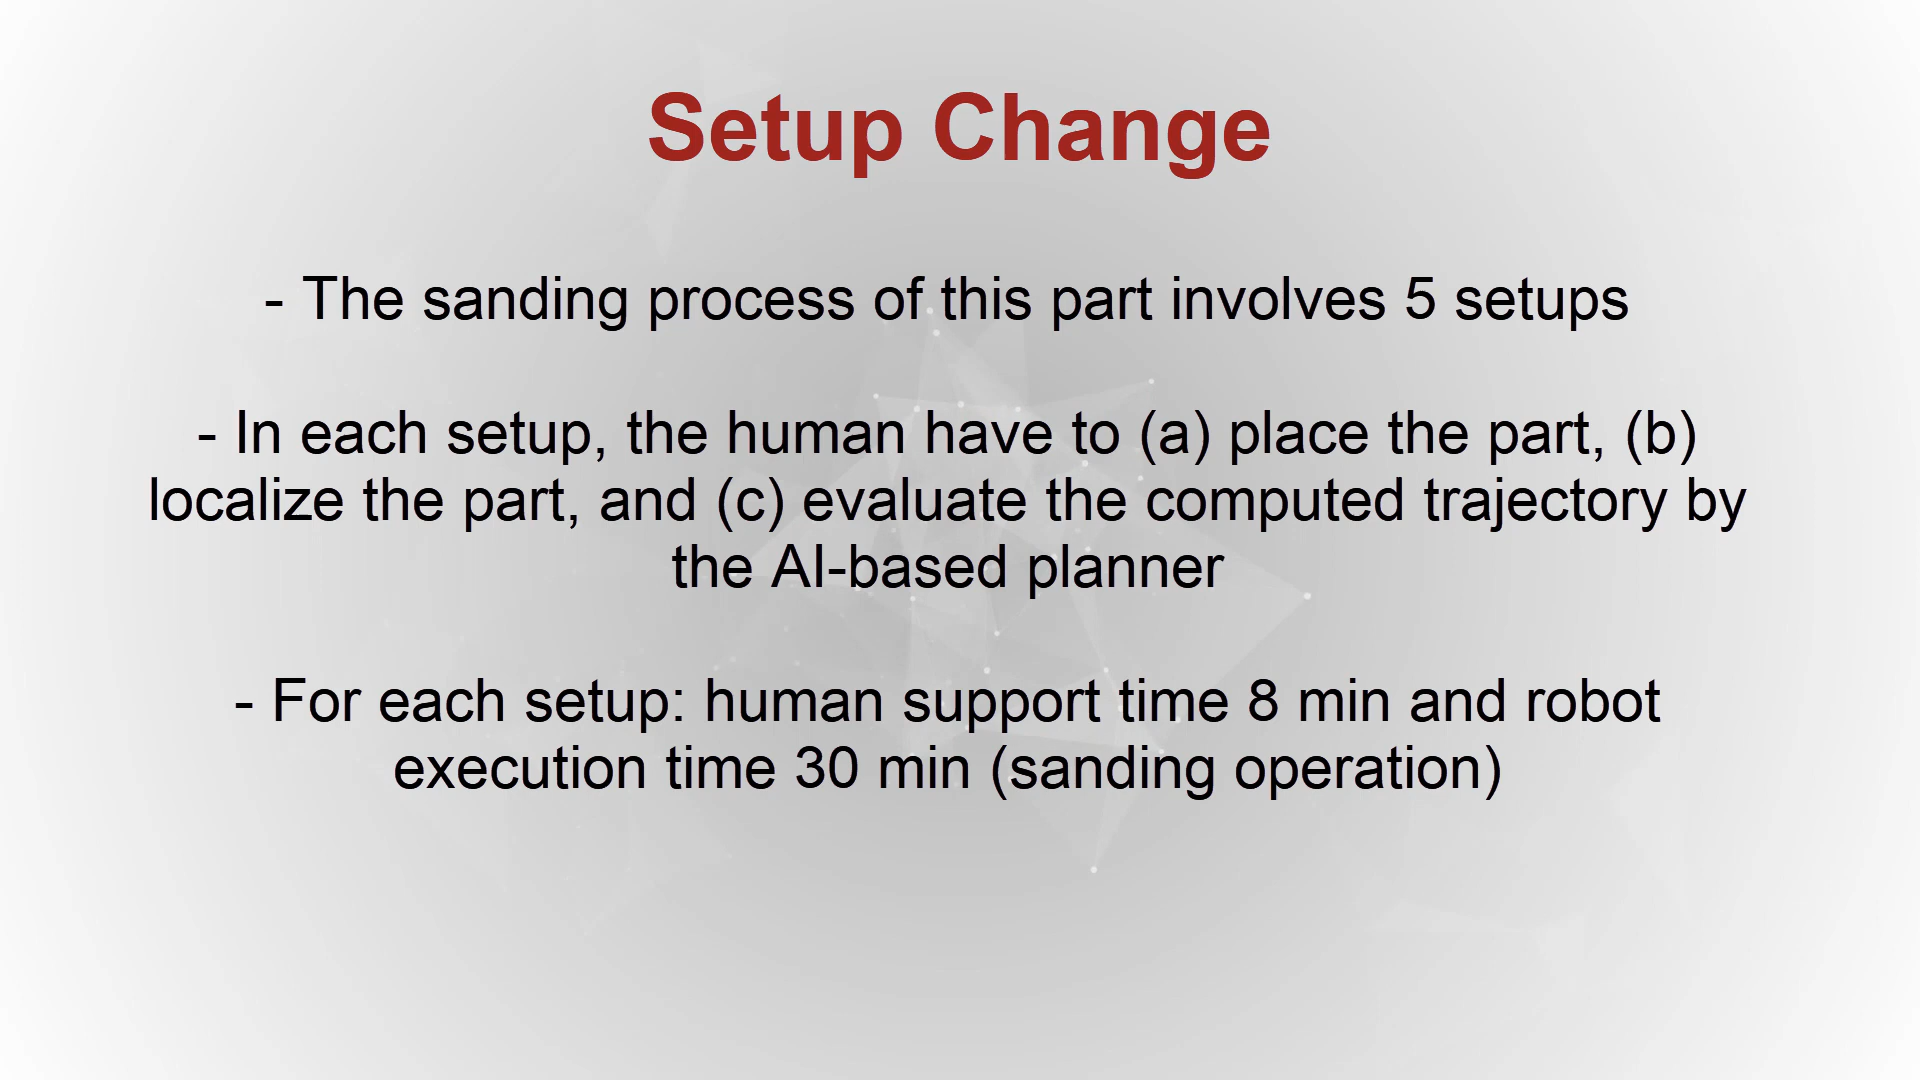 Setup Change
- The sanding process of this part involves 5 setups
- In each setup, the human have to (a) place the part, (b)
localize the part, and (c) evaluate the computed trajectory by
the AI-based planner
- For each setup: human support time 8 min and robot
execution time 30 min (sanding operation)